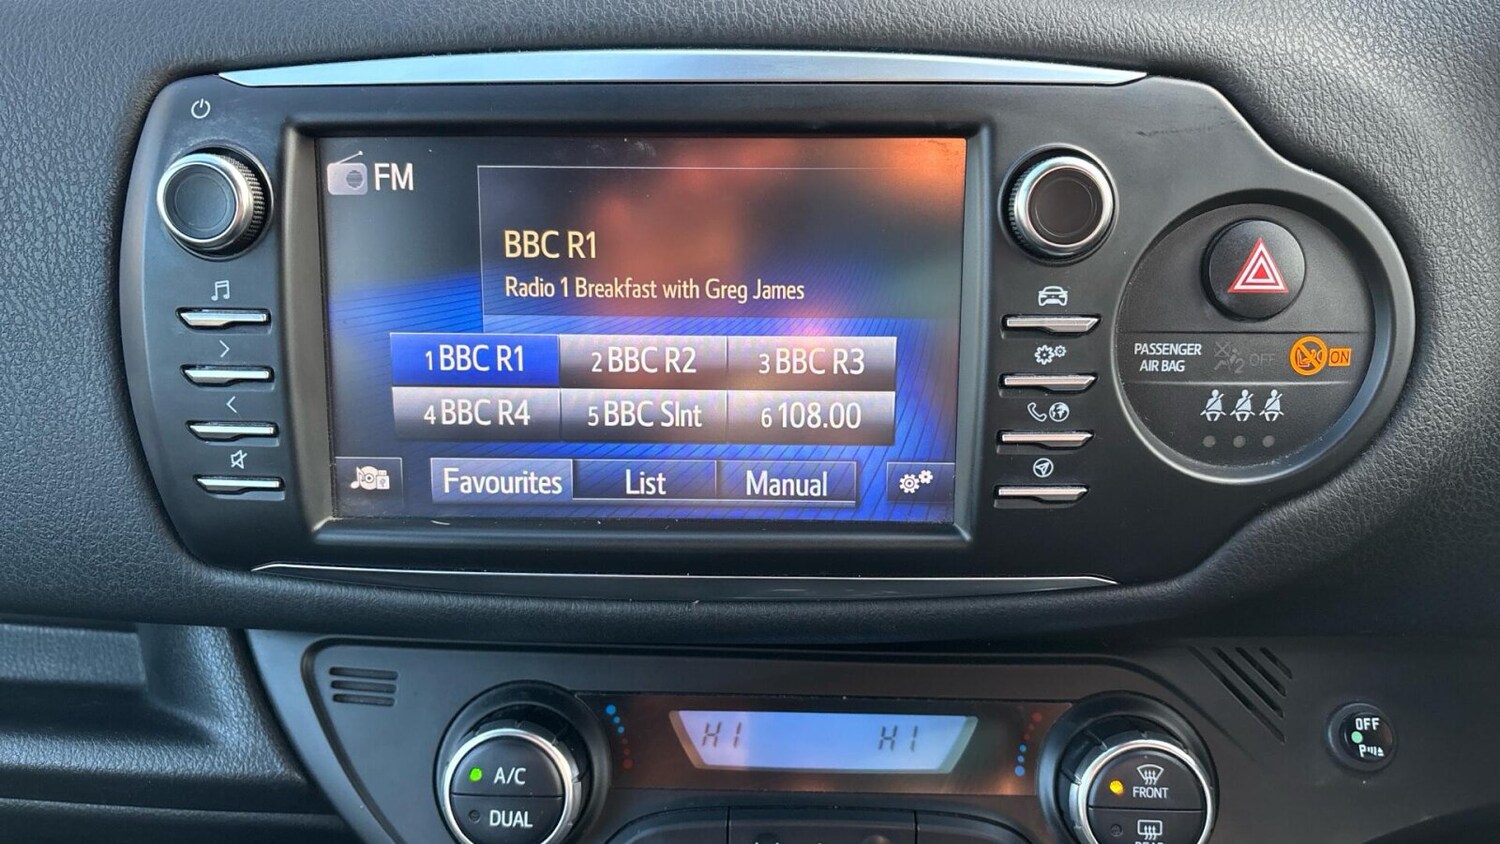 FM
BBC R1
Radio 1 Breakfast with Greg James
1 BBC R1
2 BBC R2
3 BBC R3
4 BBC R4
5 BBC Slnt
6 108.00
Favourites
List
Manual
PASSENGER
AIR BAG
OFF
ON
HI
HI
A/C
DUAL
FRONT
OFF
P